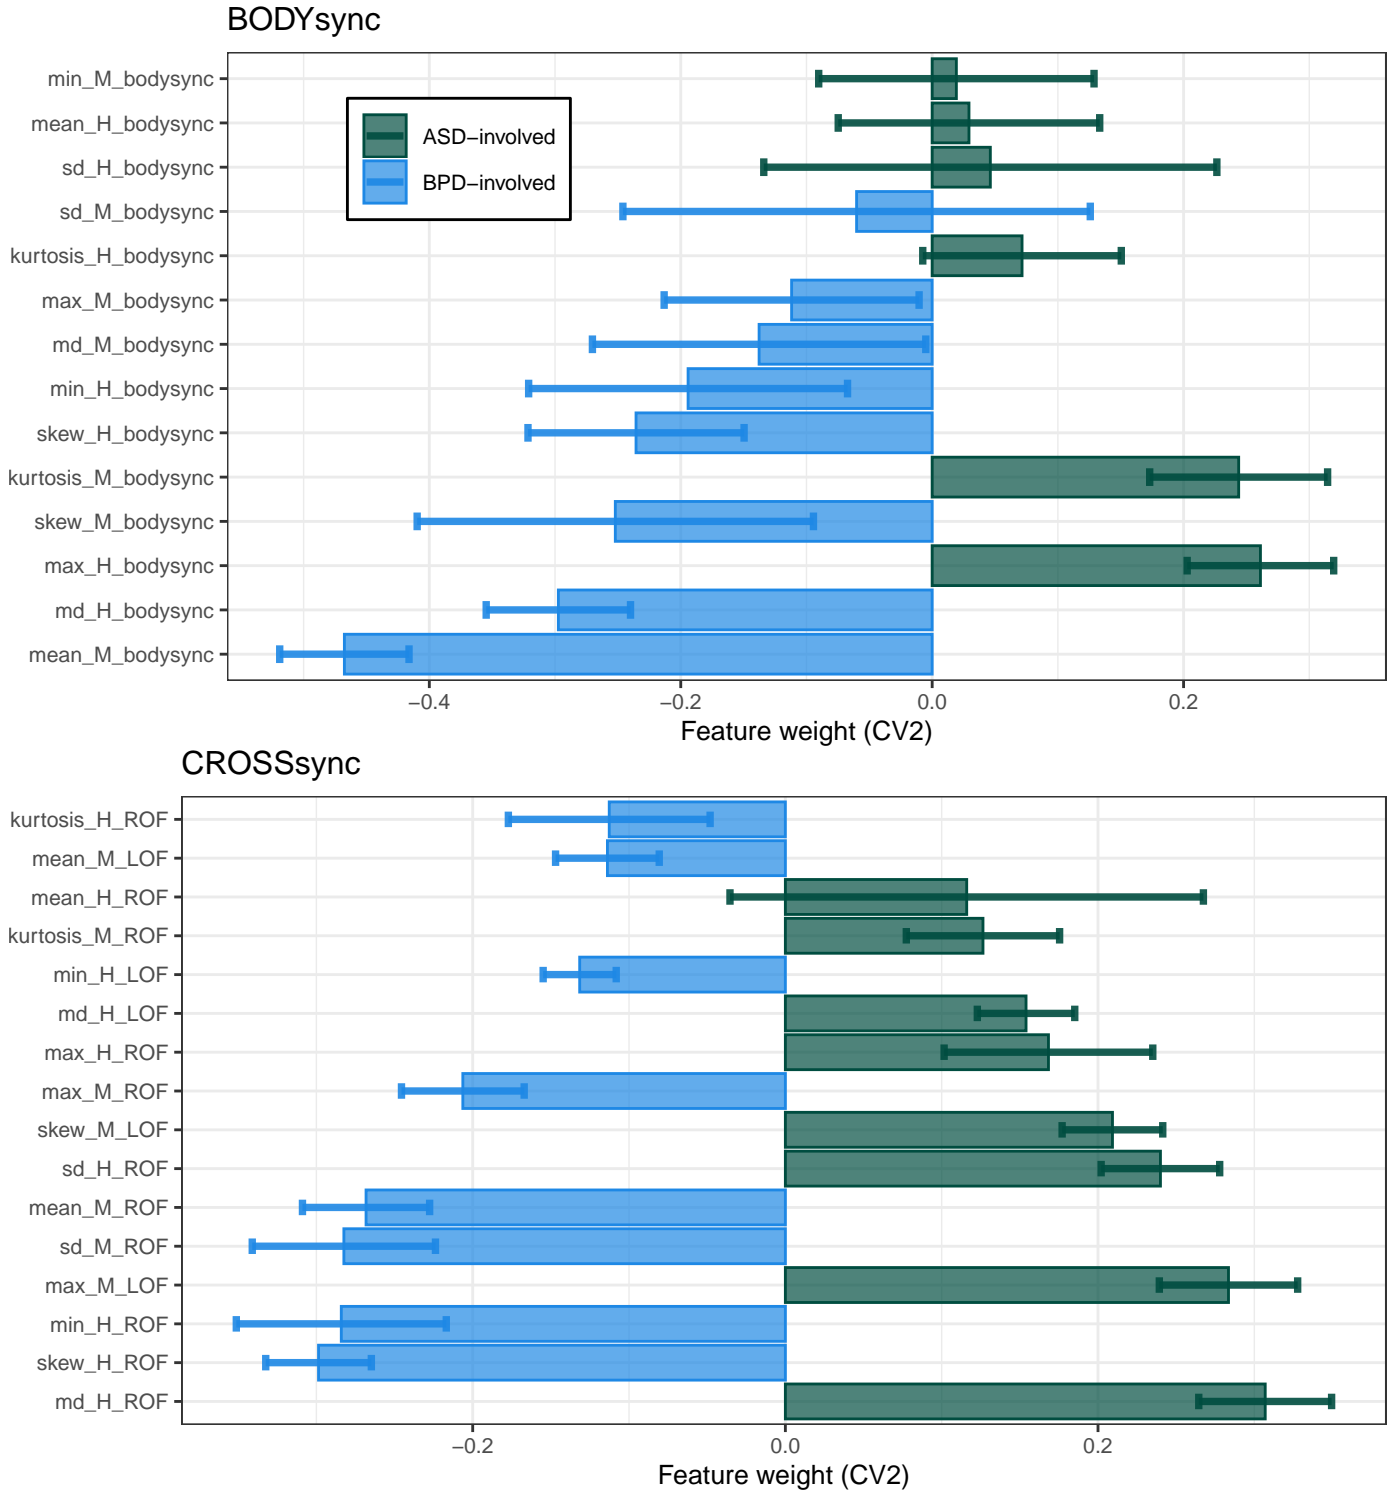 BODYsync
min_M_bodysync
mean_H_bodysync
sd_H_bodysync
sd_M_bodysync
kurtosis_H_bodysync
max_M_bodysync
md_M_bodysync
min_H_bodysync
skew_H_bodysync
kurtosis_M_bodysync
skew_M_bodysync
max_H_bodysync
md_H_bodysync
mean_M_bodysync
ASD−involved
BPD−involved
−0.4 −0.2 0.0 0.2
Feature weight (CV2)
CROSSsync
kurtosis_H_ROF
mean_M_LOF
mean_H_ROF
kurtosis_M_ROF
min_H_LOF
md_H_LOF
max_H_ROF
max_M_ROF
skew_M_LOF
sd_H_ROF
mean_M_ROF
sd_M_ROF
max_M_LOF
min_H_ROF
skew_H_ROF
md_H_ROF
−0.2 0.0 0.2
Feature weight (CV2)